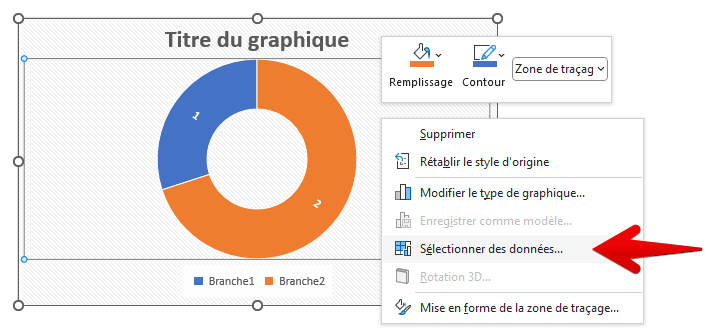 Titre du graphique
1
2
Branche1 Branche2
Remplissage Contour Zone de traçag
Supprimer
Rétablir le style d'origine
Modifier le type de graphique...
Enregistrer comme modèle...
Sélectionner des données...
Rotation 3D...
Mise en forme de la zone de traçage...